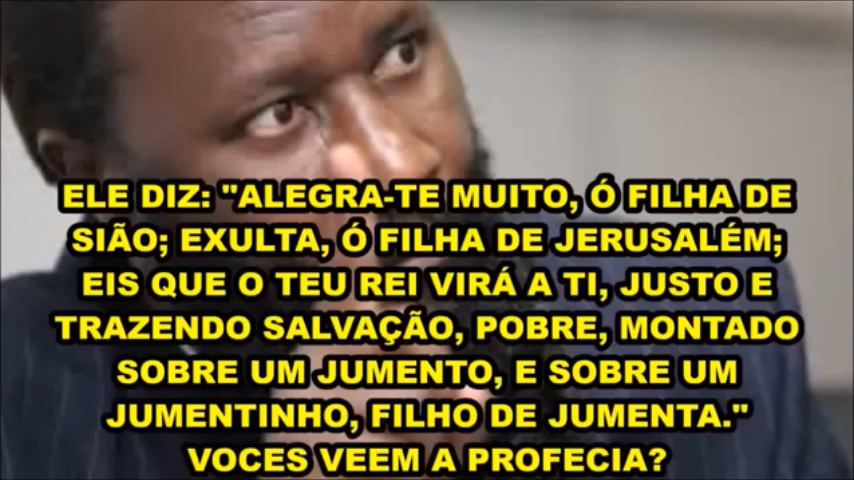 ELE DIZ: "ALEGRA-TE MUITO, Ó FILHA DE
SIÃO; EXULTA, Ó FILHA DE JERUSALÉM;
EIS QUE O TEU REI VIRÁ A TI, JUSTO E
TRAZENDO SALVAÇÃO, POBRE, MONTADO
SOBRE UM JUMENTO, E SOBRE UM
JUMENTINHO, FILHO DE JUMENTA."
VOCES VEEM A PROFECIA?